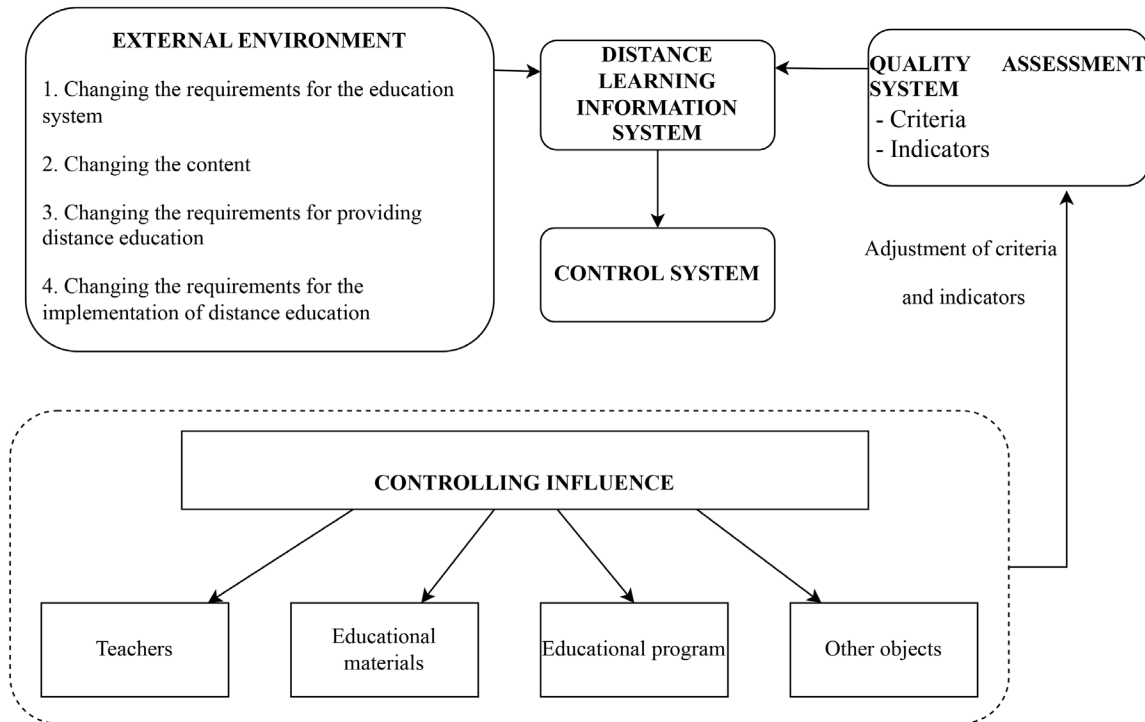 EXTERNAL ENVIRONMENT
1. Changing the requirements for the education
system
2. Changing the content
3. Changing the requirements for providing
distance education
4. Changing the requirements for the
implementation of distance education
DISTANCE
LEARNING
INFORMATION
SYSTEM
CONTROL SYSTEM
QUALITY ASSESSMENT
SYSTEM
- Criteria
- Indicators
Adjustment of criteria
and indicators
CONTROLLING INFLUENCE
Teachers
Educational
materials
Educational program
Other objects